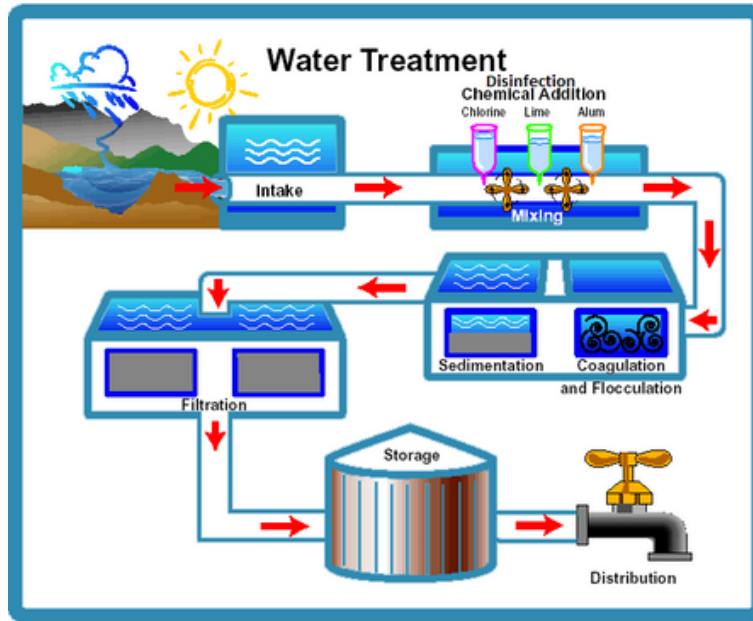 Water Treatment
Disinfection
Chemical Addition
Chlorine Lime Alum
Intake
Mixing
Sedimentation Coagulation
and Flocculation
Filtration
Storage
Distribution